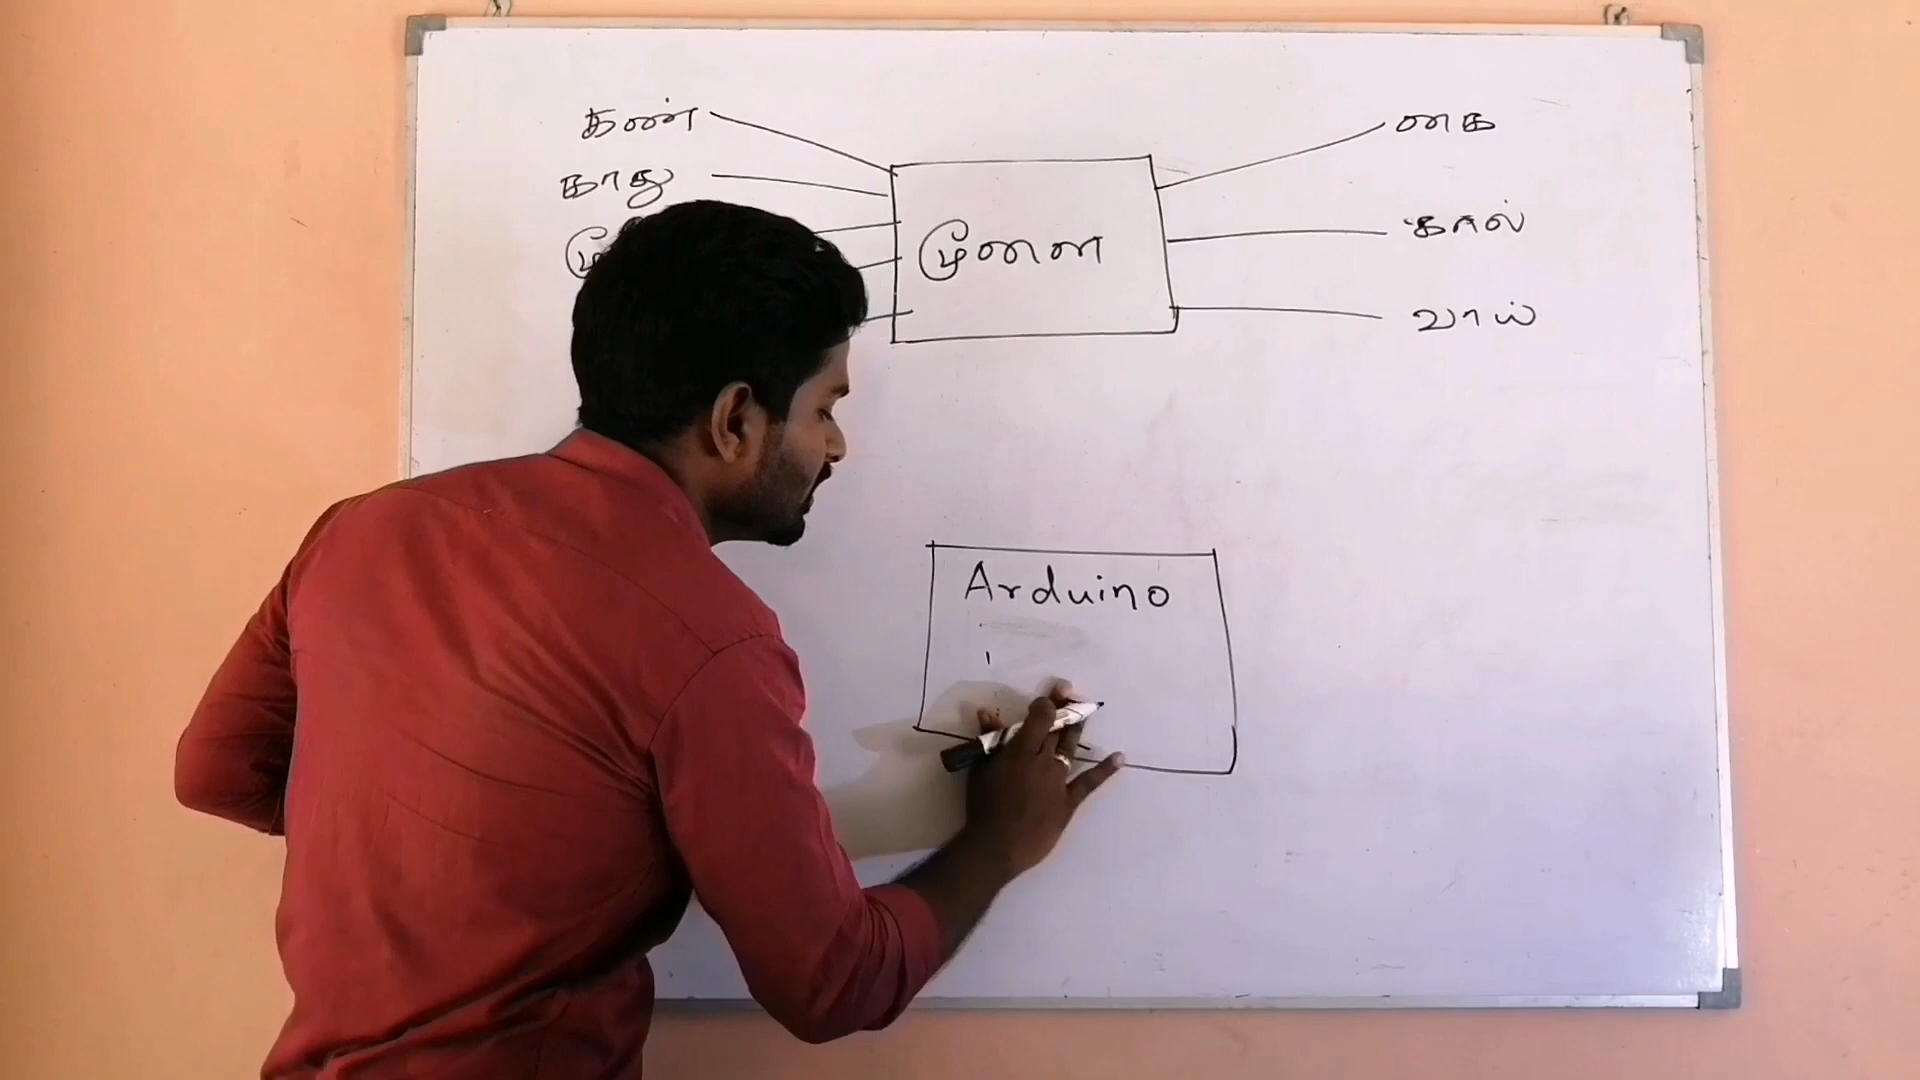 கண்
காது
மூளை
கை
கால்
வாய்
Arduino